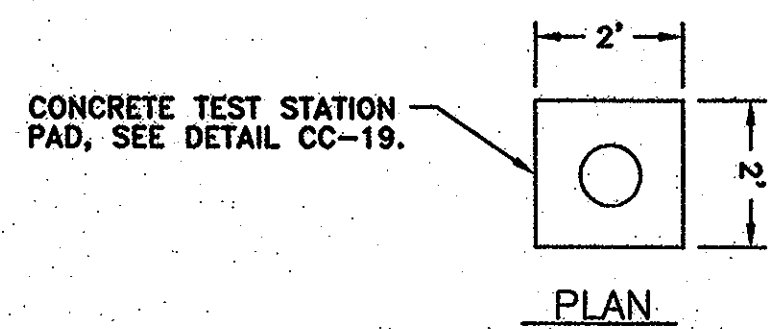 2'
CONCRETE TEST STATION
PAD, SEE DETAIL CC-19.
2'
PLAN